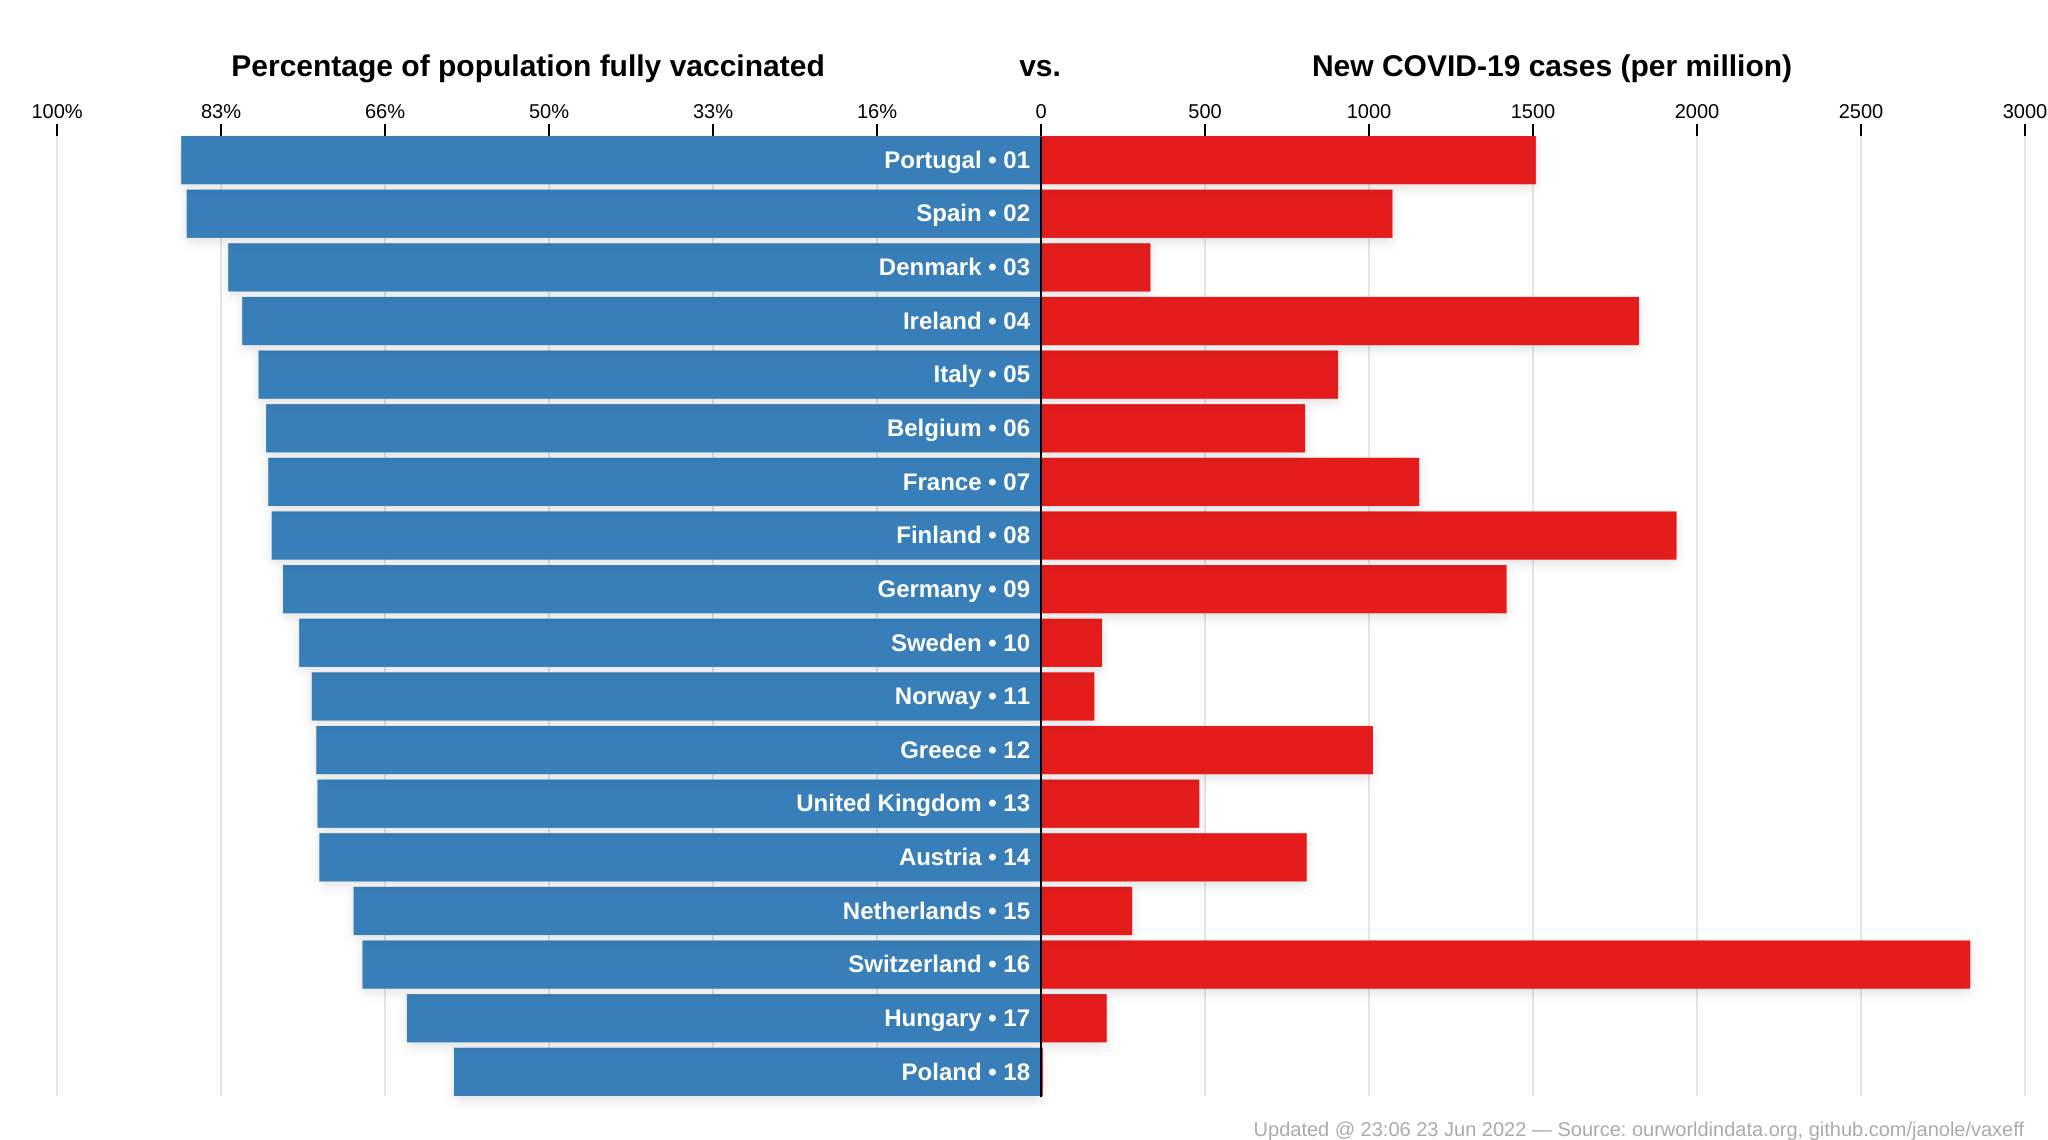 Percentage of population fully vaccinated vs. New COVID-19 cases (per million)
100% 83% 66% 50% 33% 16% 0 500 1000 1500 2000 2500 3000
Portugal • 01
Spain • 02
Denmark • 03
Ireland • 04
Italy • 05
Belgium • 06
France • 07
Finland • 08
Germany • 09
Sweden • 10
Norway • 11
Greece • 12
United Kingdom • 13
Austria • 14
Netherlands • 15
Switzerland • 16
Hungary • 17
Poland • 18
Updated @ 23:06 23 Jun 2022 — Source: ourworldindata.org, github.com/janole/vaxeff